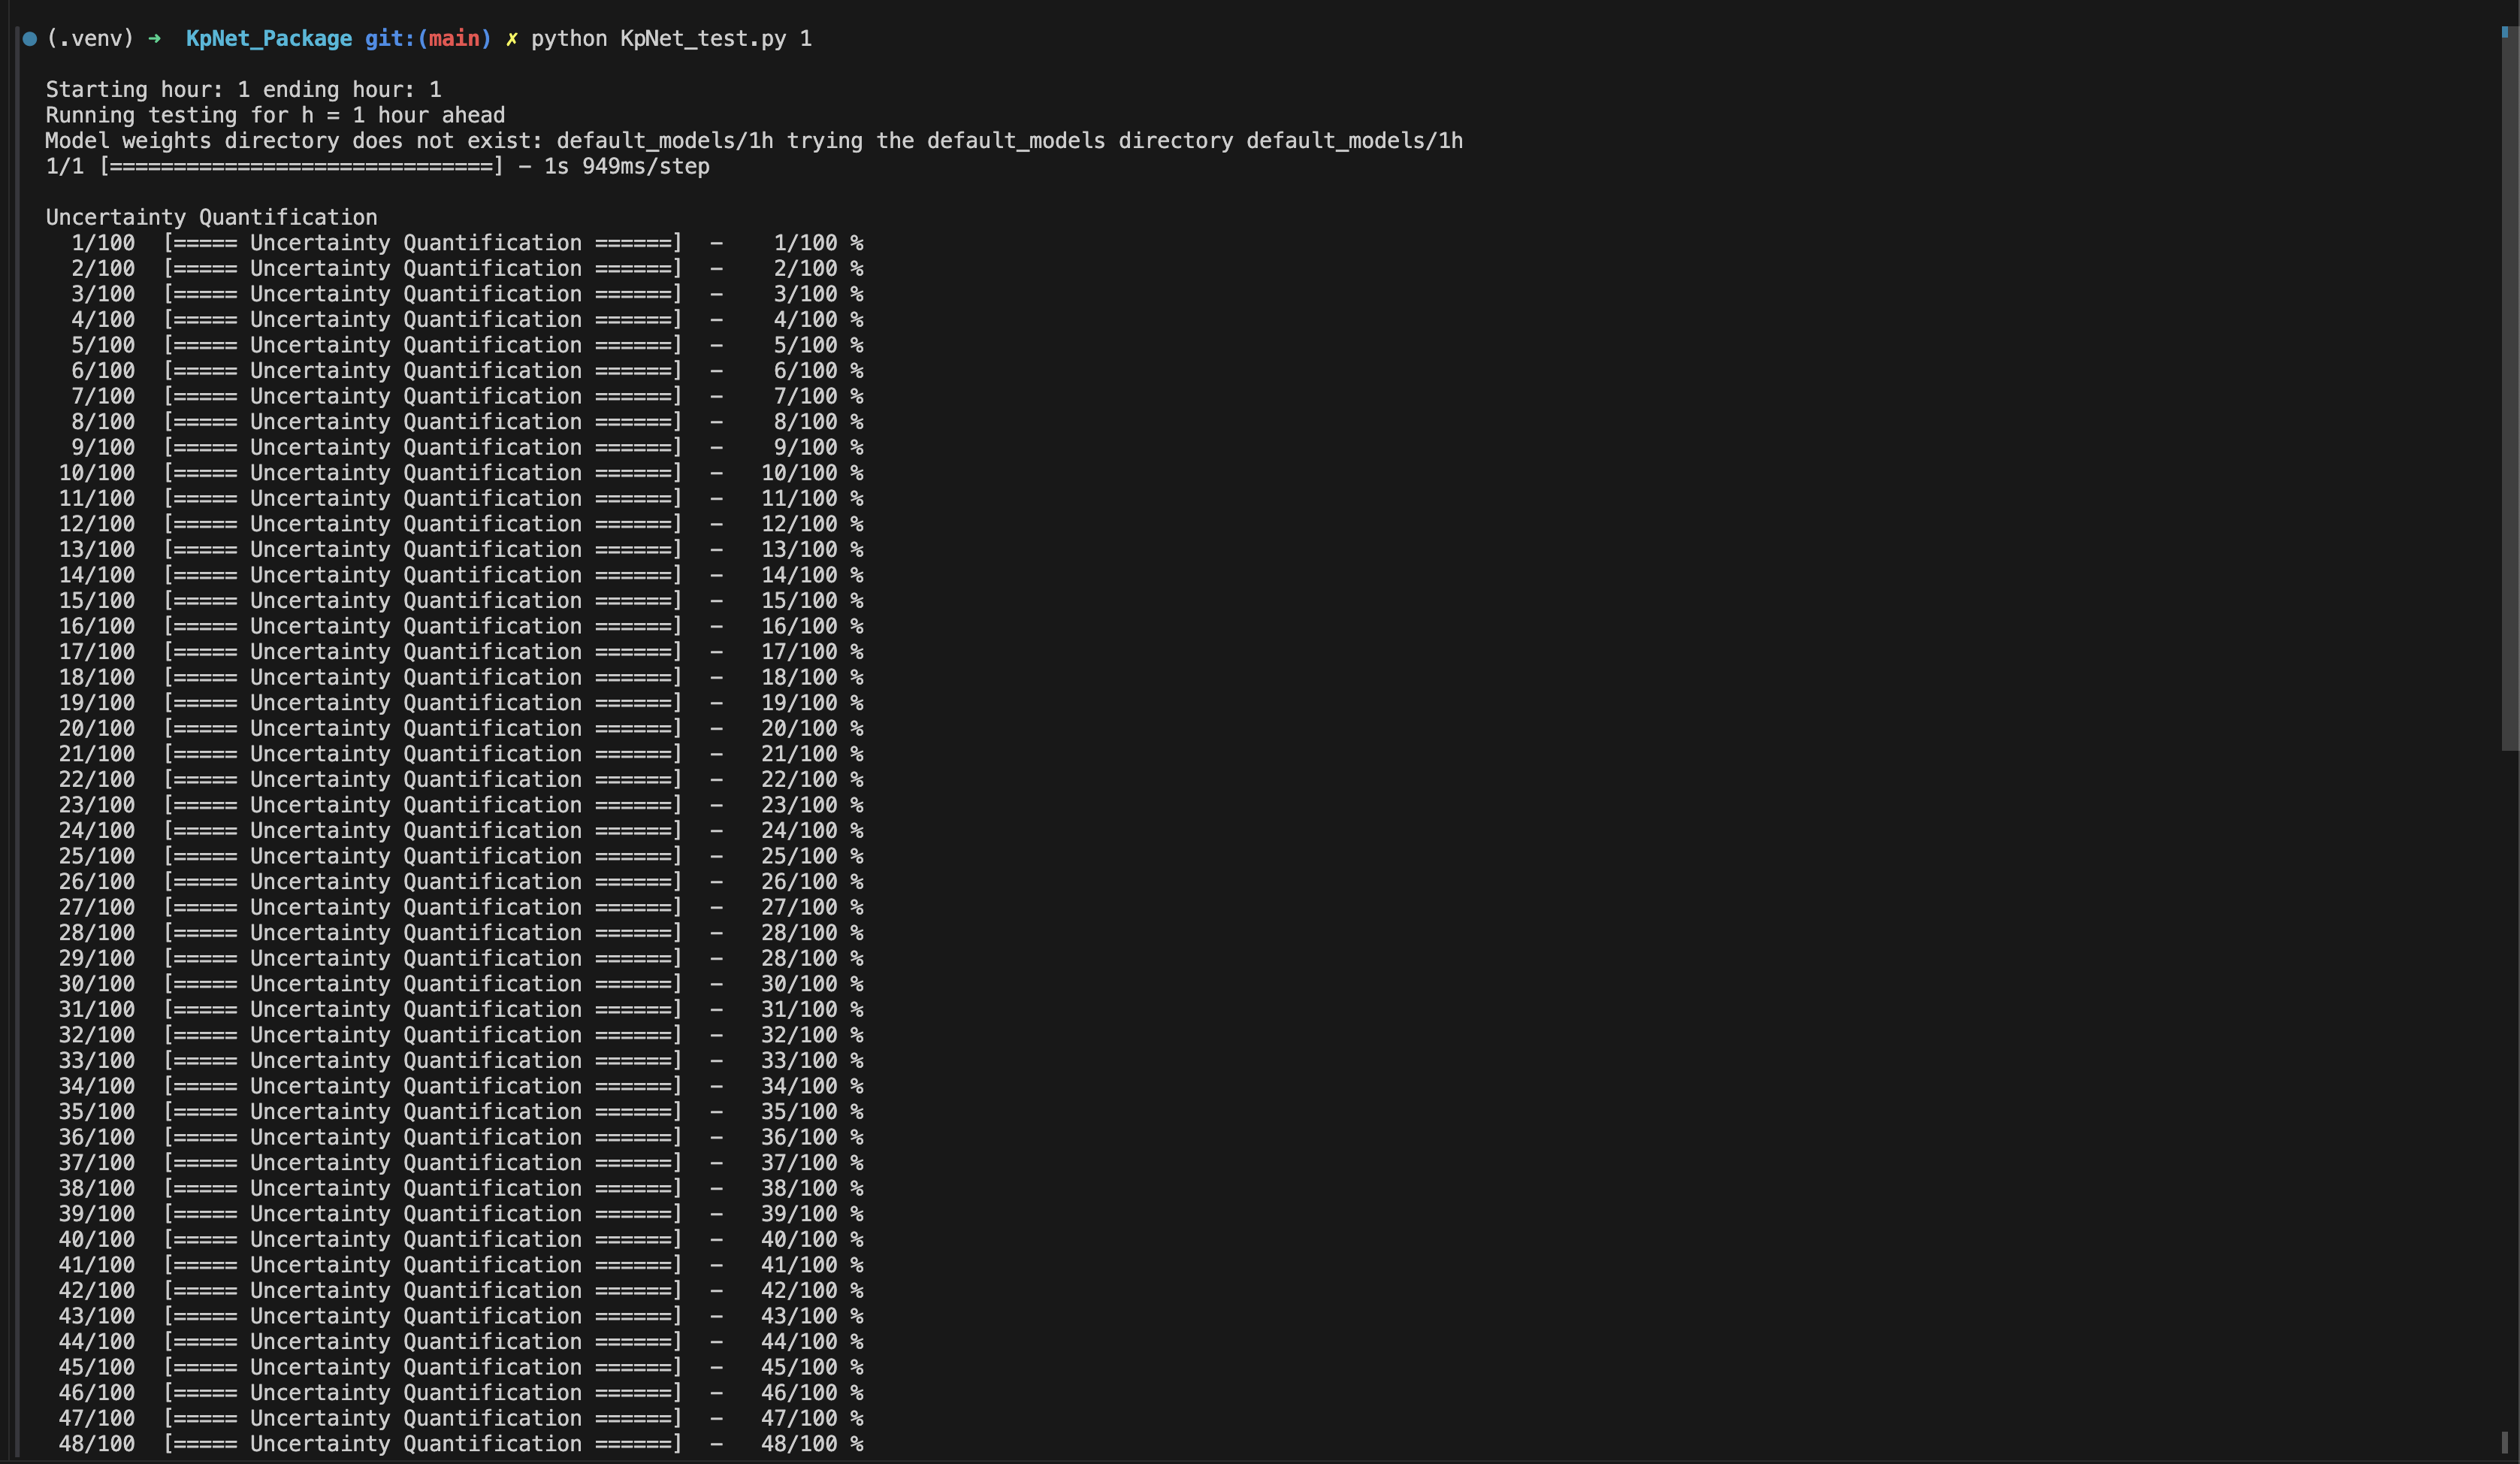 (.venv) ➜  KpNet_Package git:(main) ✗ python KpNet_test.py 1
Starting hour: 1 ending hour: 1
Running testing for h = 1 hour ahead
Model weights directory does not exist: default_models/1h trying the default_models directory default_models/1h
1/1 [==============================] - 1s 949ms/step
Uncertainty Quantification
1/100  [===== Uncertainty Quantification ======]  -    1/100 %
2/100  [===== Uncertainty Quantification ======]  -    2/100 %
3/100  [===== Uncertainty Quantification ======]  -    3/100 %
4/100  [===== Uncertainty Quantification ======]  -    4/100 %
5/100  [===== Uncertainty Quantification ======]  -    5/100 %
6/100  [===== Uncertainty Quantification ======]  -    6/100 %
7/100  [===== Uncertainty Quantification ======]  -    7/100 %
8/100  [===== Uncertainty Quantification ======]  -    8/100 %
9/100  [===== Uncertainty Quantification ======]  -    9/100 %
10/100  [===== Uncertainty Quantification ======]  -   10/100 %
11/100  [===== Uncertainty Quantification ======]  -   11/100 %
12/100  [===== Uncertainty Quantification ======]  -   12/100 %
13/100  [===== Uncertainty Quantification ======]  -   13/100 %
14/100  [===== Uncertainty Quantification ======]  -   14/100 %
15/100  [===== Uncertainty Quantification ======]  -   15/100 %
16/100  [===== Uncertainty Quantification ======]  -   16/100 %
17/100  [===== Uncertainty Quantification ======]  -   17/100 %
18/100  [===== Uncertainty Quantification ======]  -   18/100 %
19/100  [===== Uncertainty Quantification ======]  -   19/100 %
20/100  [===== Uncertainty Quantification ======]  -   20/100 %
21/100  [===== Uncertainty Quantification ======]  -   21/100 %
22/100  [===== Uncertainty Quantification ======]  -   22/100 %
23/100  [===== Uncertainty Quantification ======]  -   23/100 %
24/100  [===== Uncertainty Quantification ======]  -   24/100 %
25/100  [===== Uncertainty Quantification ======]  -   25/100 %
26/100  [===== Uncertainty Quantification ======]  -   26/100 %
27/100  [===== Uncertainty Quantification ======]  -   27/100 %
28/100  [===== Uncertainty Quantification ======]  -   28/100 %
29/100  [===== Uncertainty Quantification ======]  -   28/100 %
30/100  [===== Uncertainty Quantification ======]  -   30/100 %
31/100  [===== Uncertainty Quantification ======]  -   31/100 %
32/100  [===== Uncertainty Quantification ======]  -   32/100 %
33/100  [===== Uncertainty Quantification ======]  -   33/100 %
34/100  [===== Uncertainty Quantification ======]  -   34/100 %
35/100  [===== Uncertainty Quantification ======]  -   35/100 %
36/100  [===== Uncertainty Quantification ======]  -   36/100 %
37/100  [===== Uncertainty Quantification ======]  -   37/100 %
38/100  [===== Uncertainty Quantification ======]  -   38/100 %
39/100  [===== Uncertainty Quantification ======]  -   39/100 %
40/100  [===== Uncertainty Quantification ======]  -   40/100 %
41/100  [===== Uncertainty Quantification ======]  -   41/100 %
42/100  [===== Uncertainty Quantification ======]  -   42/100 %
43/100  [===== Uncertainty Quantification ======]  -   43/100 %
44/100  [===== Uncertainty Quantification ======]  -   44/100 %
45/100  [===== Uncertainty Quantification ======]  -   45/100 %
46/100  [===== Uncertainty Quantification ======]  -   46/100 %
47/100  [===== Uncertainty Quantification ======]  -   47/100 %
48/100  [===== Uncertainty Quantification ======]  -   48/100 %